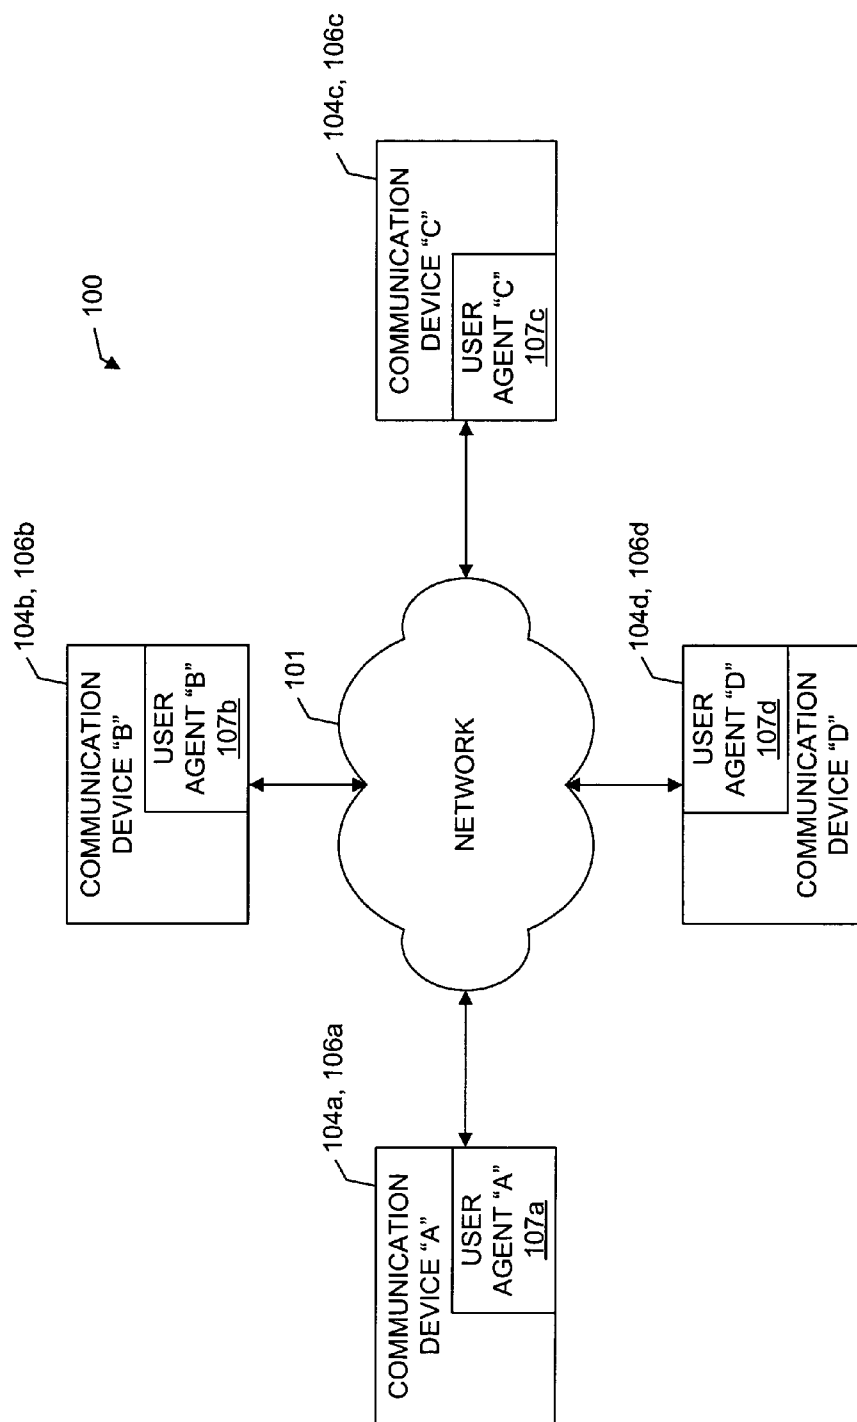 100
COMMUNICATION
DEVICE "B"
USER
AGENT "B"
107b
104b, 106b
COMMUNICATION
DEVICE "A"
USER
AGENT "A"
107a
104a, 106a
101
NETWORK
COMMUNICATION
DEVICE "C"
USER
AGENT "C"
107c
104c, 106c
USER
AGENT "D"
107d
COMMUNICATION
DEVICE "D"
104d, 106d